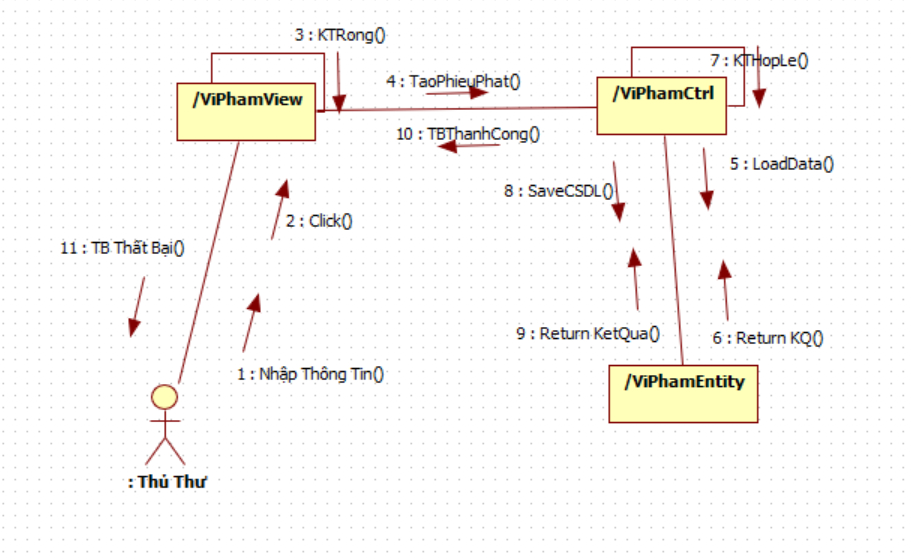 3 : KTRong()
7 : KTHopLe()
4 : TaoPhieuPhat()
/ViPhamView
/ViPhamCtrl
10 : TBThanhCong()
5 : LoadData()
8 : SaveCSDL()
2 : Click()
11 : TB Thất Bại()
9 : Return KetQua()
6 : Return KQ()
1 : Nhập Thông Tin()
/ViPhamEntity
: Thủ Thư